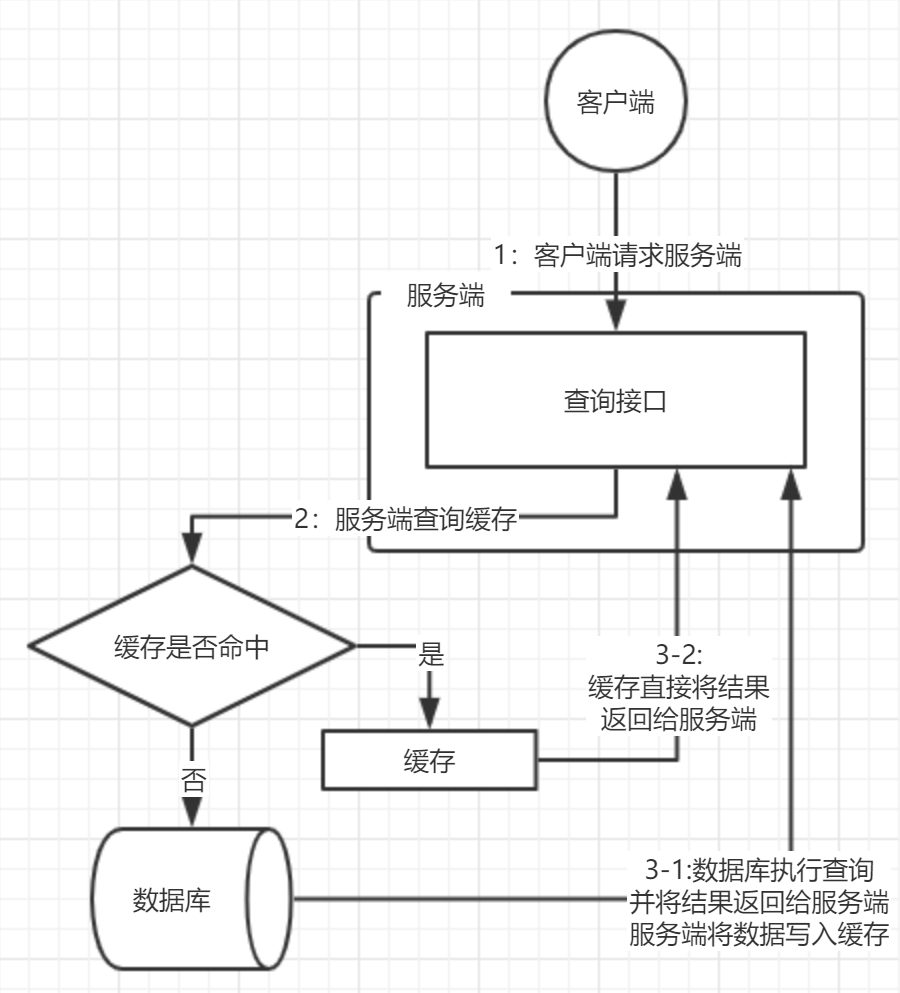 客户端
1：客户端请求服务端
服务端
查询接口
2：服务端查询缓存
缓存是否命中
是
3-2:
缓存直接将结果
返回给服务端
缓存
否
数据库
3-1:数据库执行查询
并将结果返回给服务端
服务端将数据写入缓存